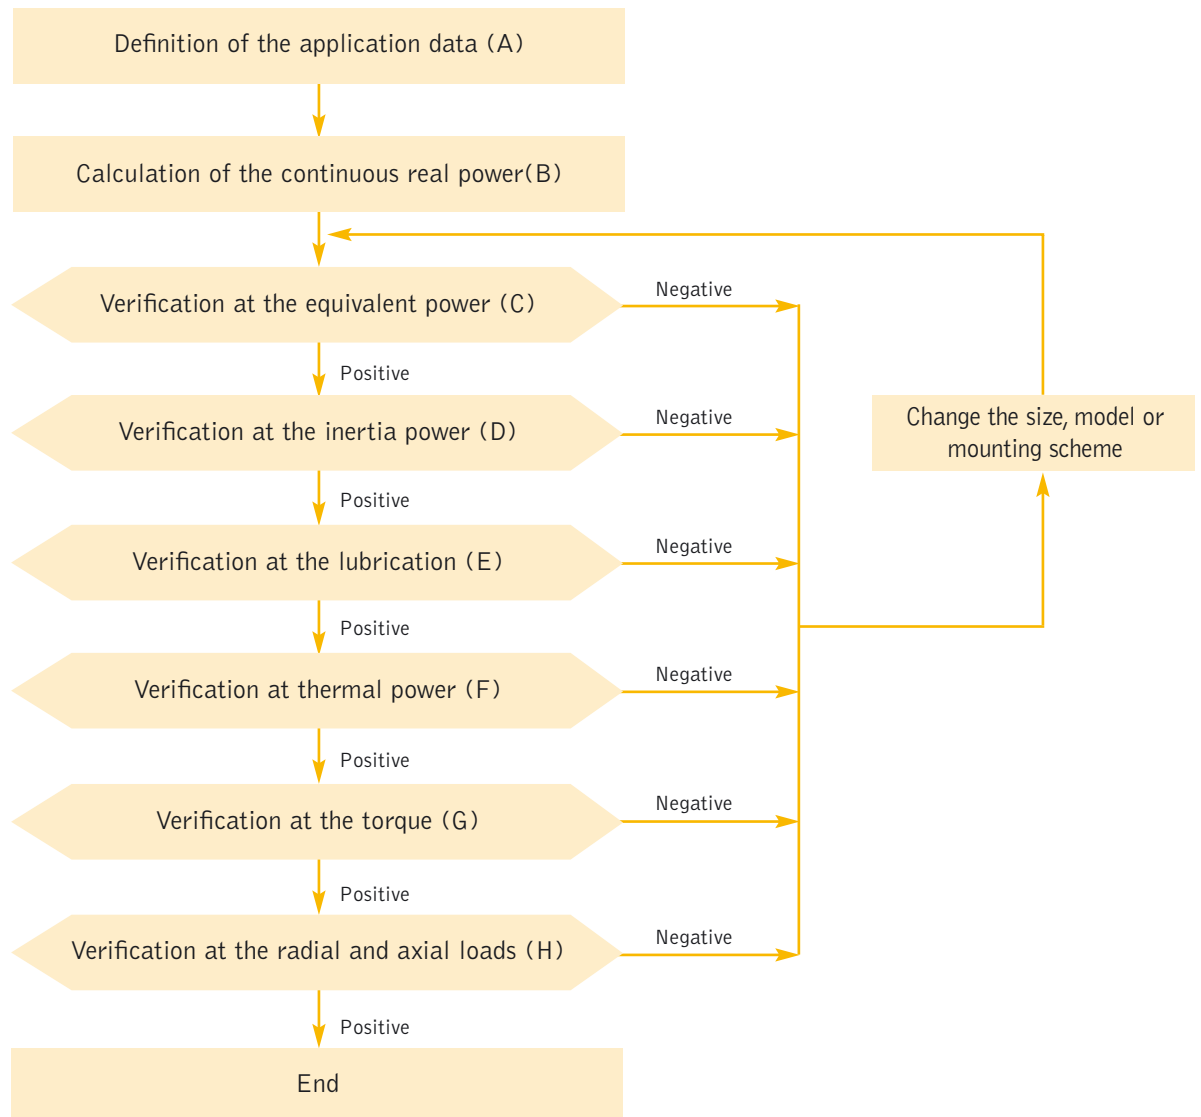 Definition of the application data (A)
Calculation of the continuous real power(B)
Verification at the equivalent power (C)
Negative
Positive
Verification at the inertia power (D)
Negative
Change the size, model or
mounting scheme
Positive
Verification at the lubrication (E)
Negative
Positive
Verification at thermal power (F)
Negative
Positive
Verification at the torque (G)
Negative
Positive
Verification at the radial and axial loads (H)
Negative
Positive
End